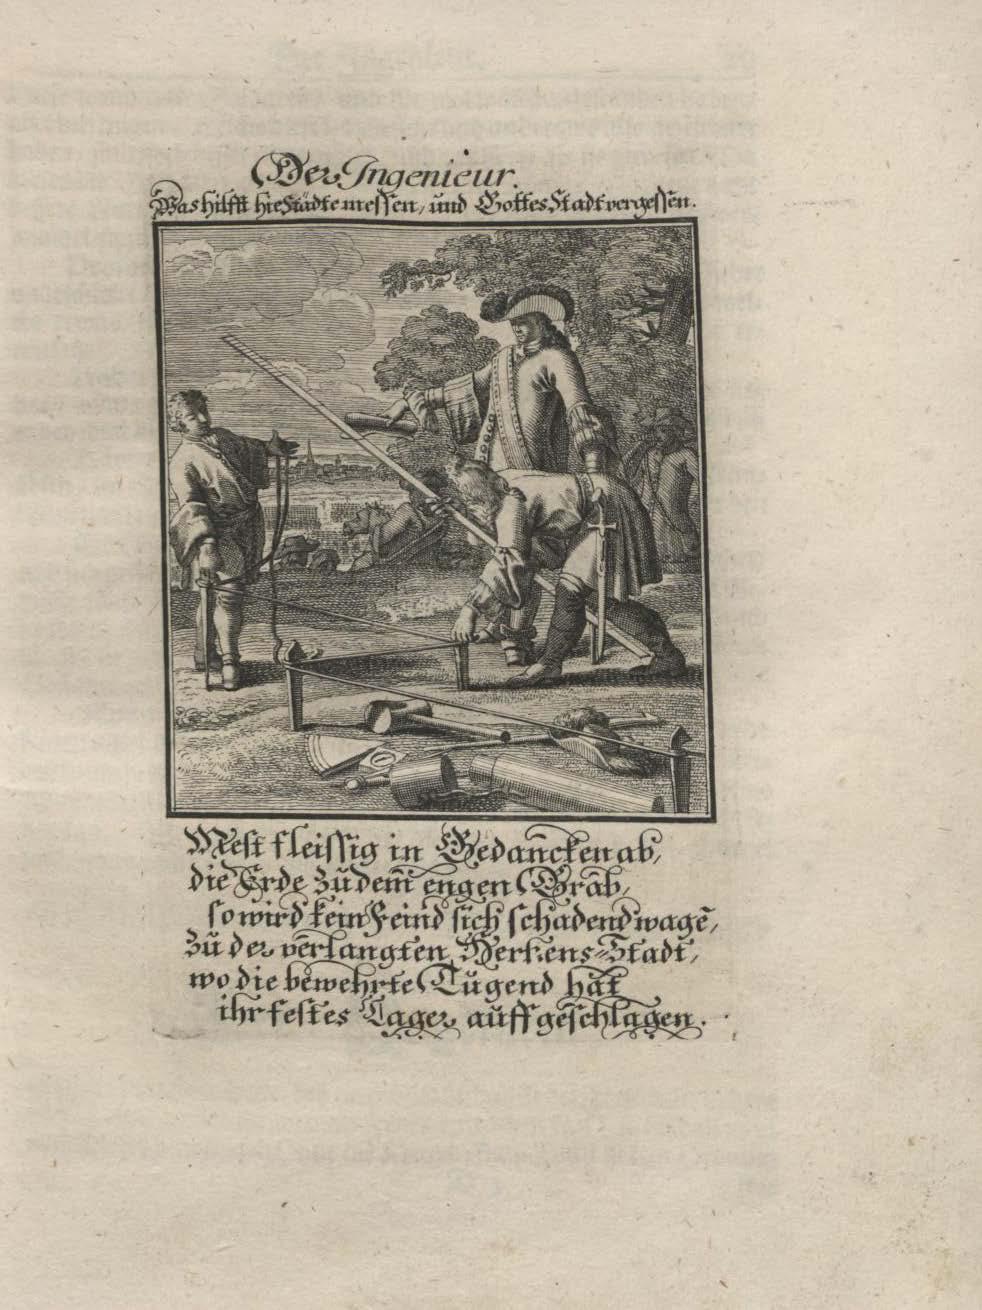 Der Ingenieur.
Was hilfft hie Städte messen, und Gottes Stadt vergessen.
Mest fleissig in Gedancken ab,
die Erde zu dem̄ engen Grab,
so wird kein Feind sich schadend wagē,
zu der verlangten Hertzens-Stadt,
wo die bewehrte Tugend hat
ihr festes Lager auffgeschlagen.